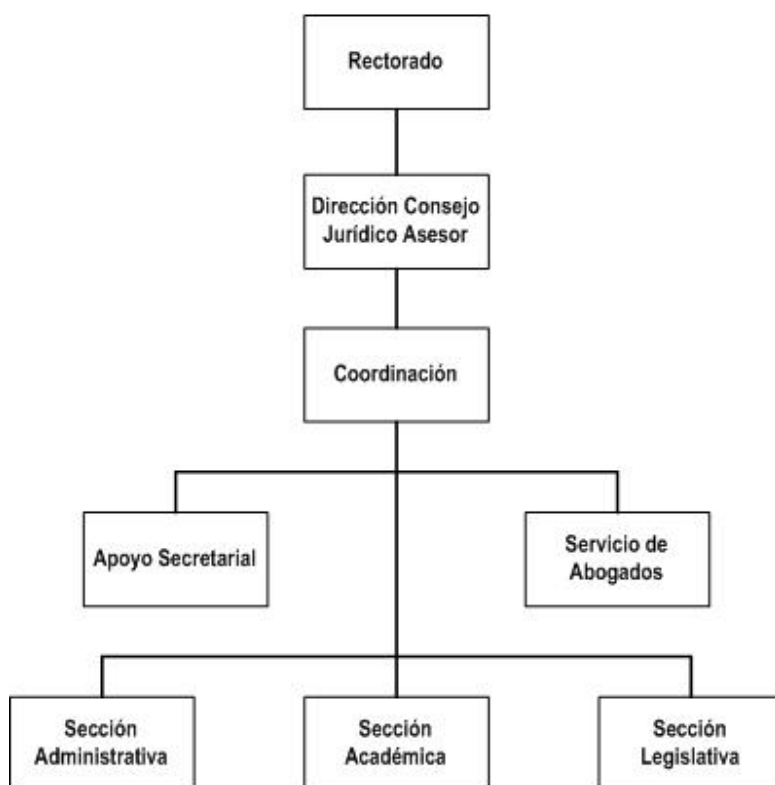 Rectorado
Dirección Consejo
Jurídico Asesor
Coordinación
Apoyo Secretarial
Servicio de
Abogados
Sección
Administrativa
Sección
Académica
Sección
Legislativa